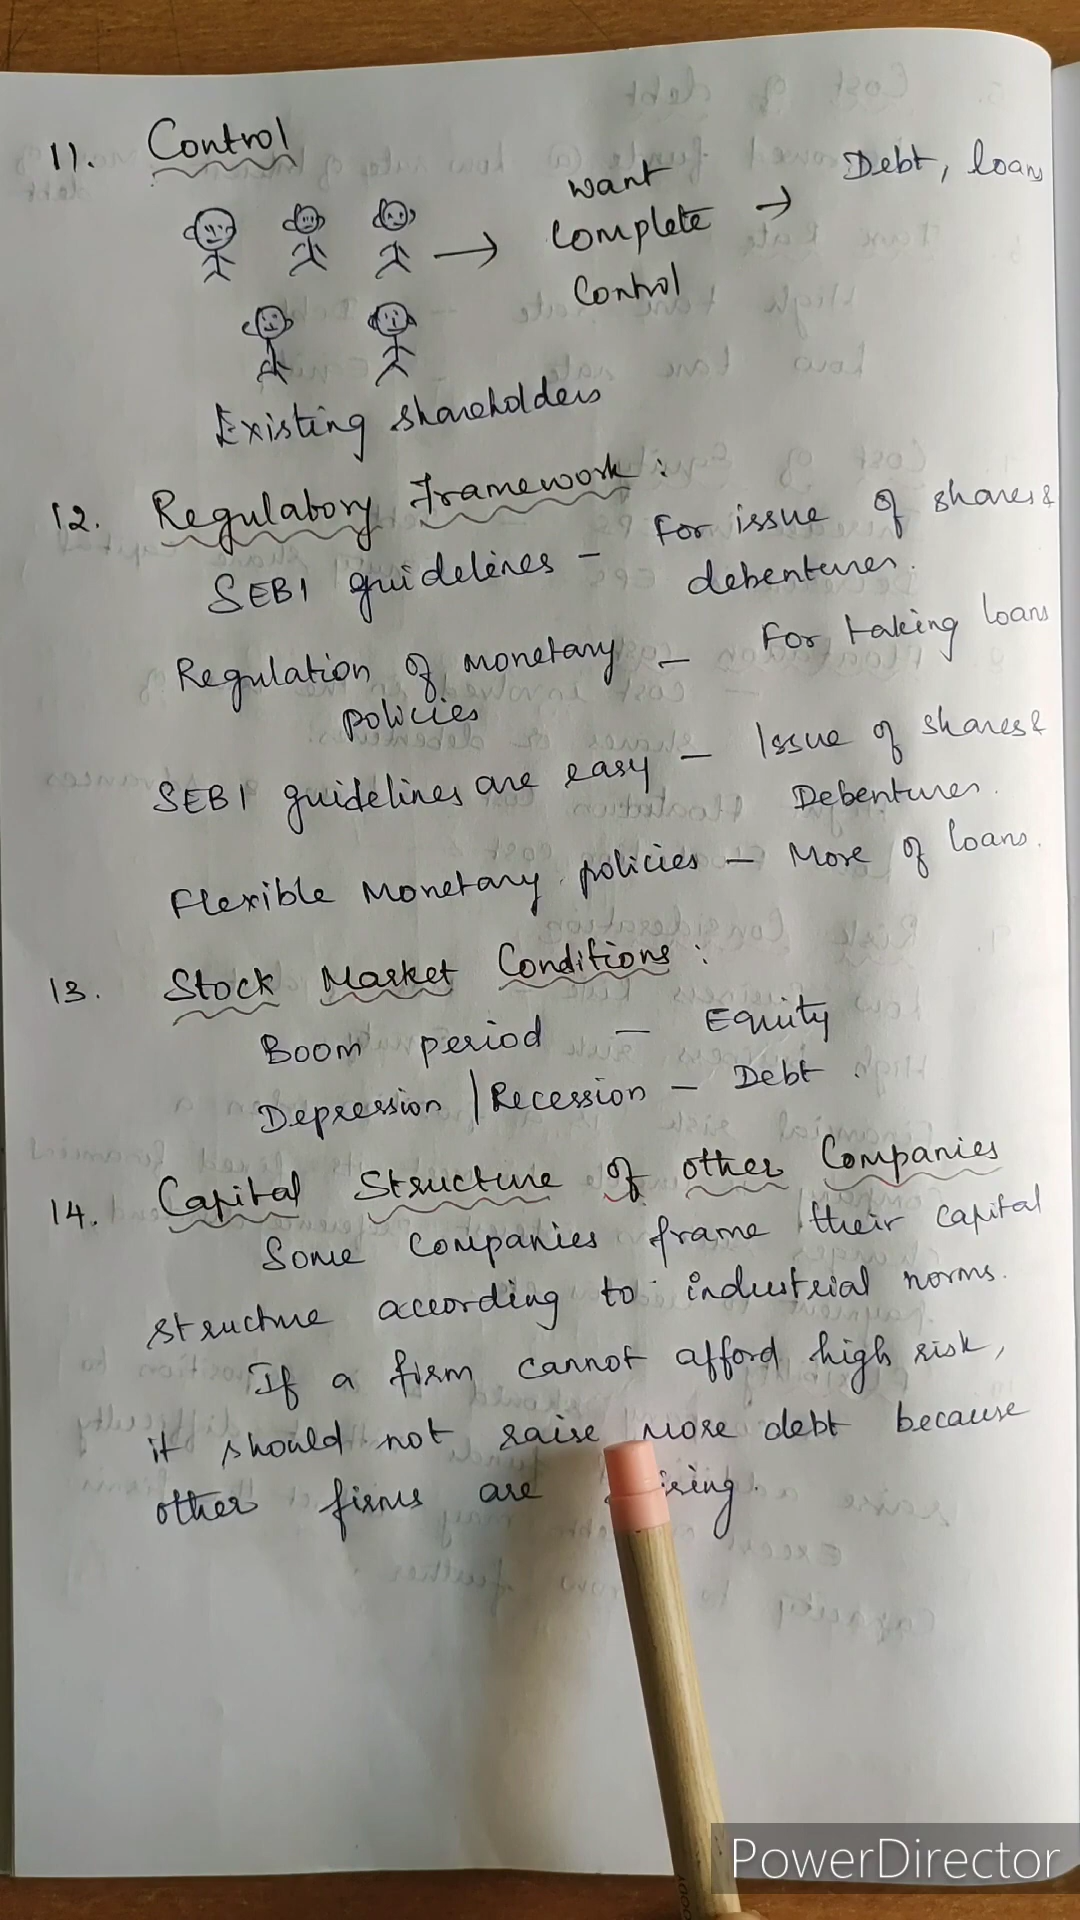 11. Control
want complete control
→ Debt, loans
Existing shareholders
12. Regulatory Framework :
SEBI guidelines – For issue of shares &
debentures.
Regulation of monetary – For taking loans
policies
SEBI guidelines are easy – Issue of shares &
Debentures.
Flexible Monetary policies – More of loans.
13. Stock Market Conditions :
Boom period – Equity
Depression / Recession – Debt.
14. Capital Structure of other Companies
Some companies frame their capital
structure according to industrial norms.
If a firm cannot afford high risk,
it should not raise more debt because
other firms are
PowerDirector